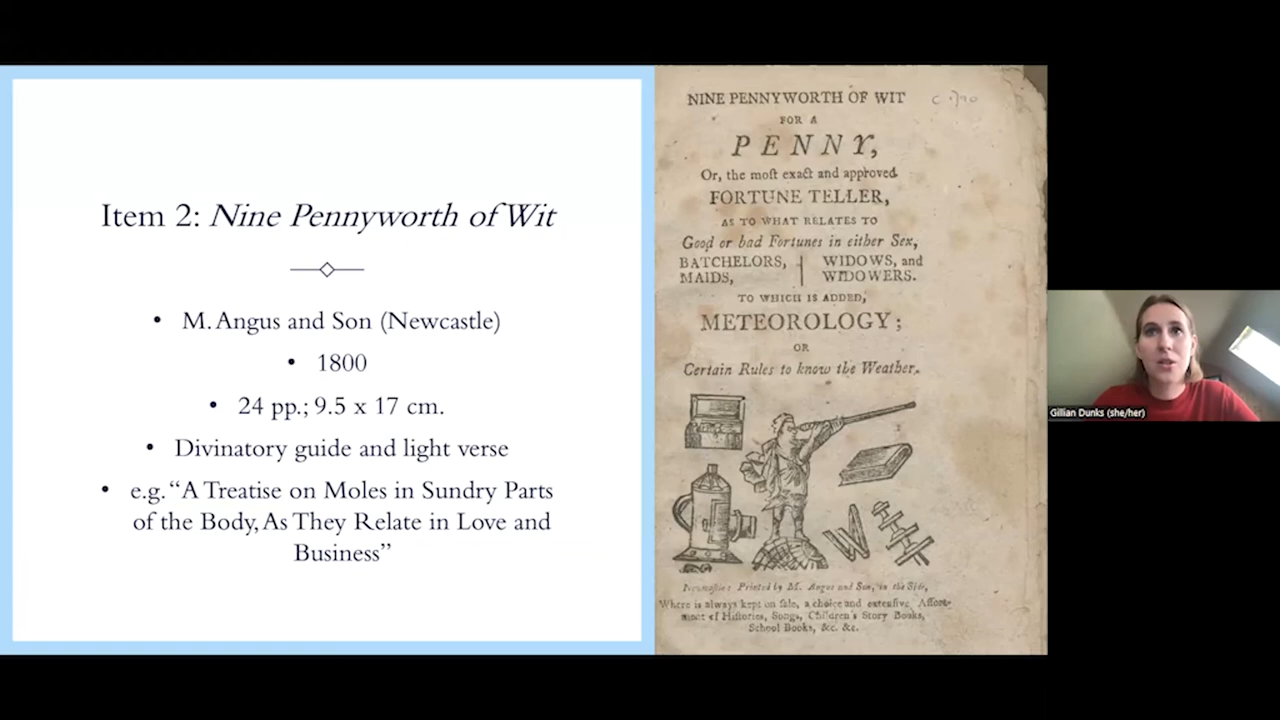 Item 2: Nine Pennyworth of Wit
• M. Angus and Son (Newcastle)
• 1800
• 24 pp.; 9.5 x 17 cm.
• Divinatory guide and light verse
• e.g. “A Treatise on Moles in Sundry Parts
of the Body, As They Relate in Love and
Business”
NINE PENNYWORTH OF WIT
FOR A
PENNY,
Or, the moſt exact and approved
FORTUNE TELLER,
AS TO WHAT RELATES TO
Good or bad Fortunes in either Sex,
BATCHELORS, WIDOWS, and
MAIDS, WIDOWERS.
TO WHICH IS ADDED,
METEOROLOGY;
OR
Certain Rules to know the Weather.
Printed by M. Angus and Son, in the Side,
Where is always kept on ſale, a choice and extenſive Aſſort-
ment of Hiſtories, Songs, Children's Story Books,
School Books, &c. &c.
Gillian Dunks (she/her)